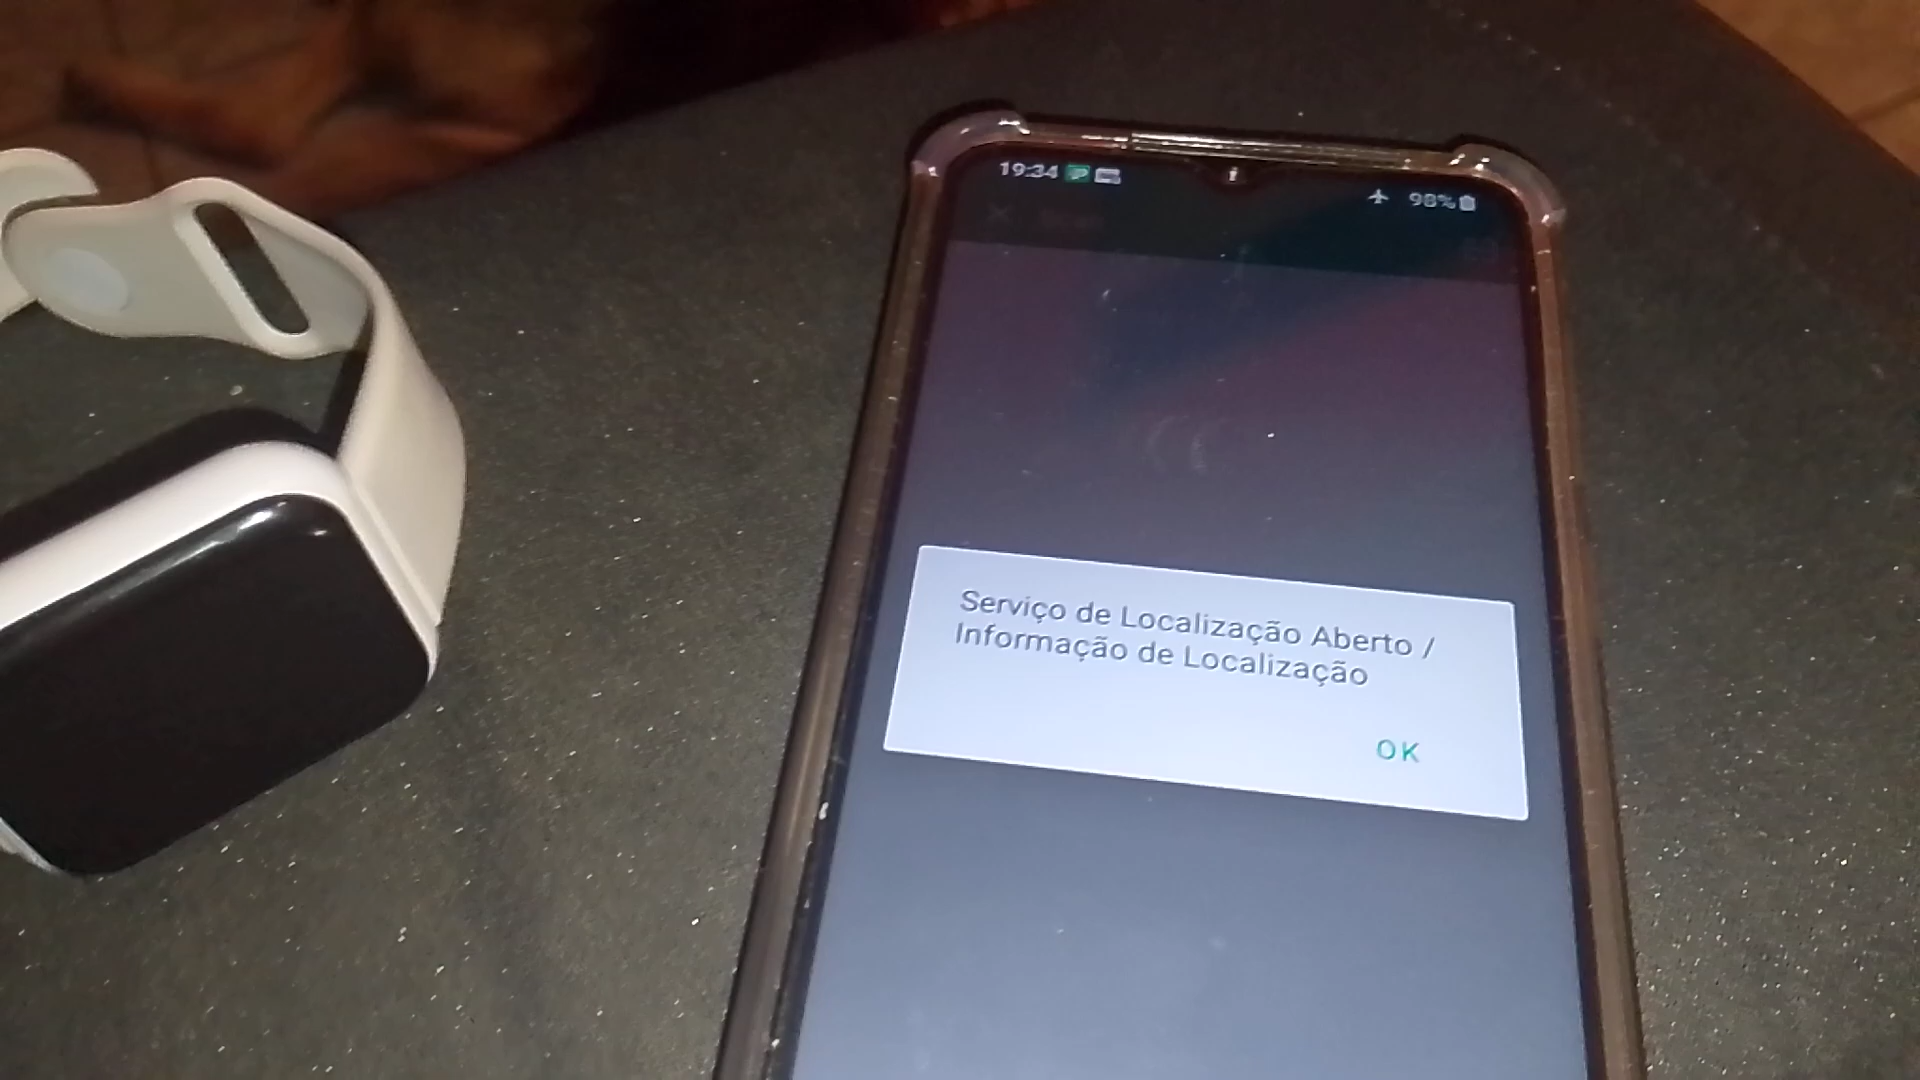 19:34
98%
Serviço de Localização Aberto /
Informação de Localização
OK